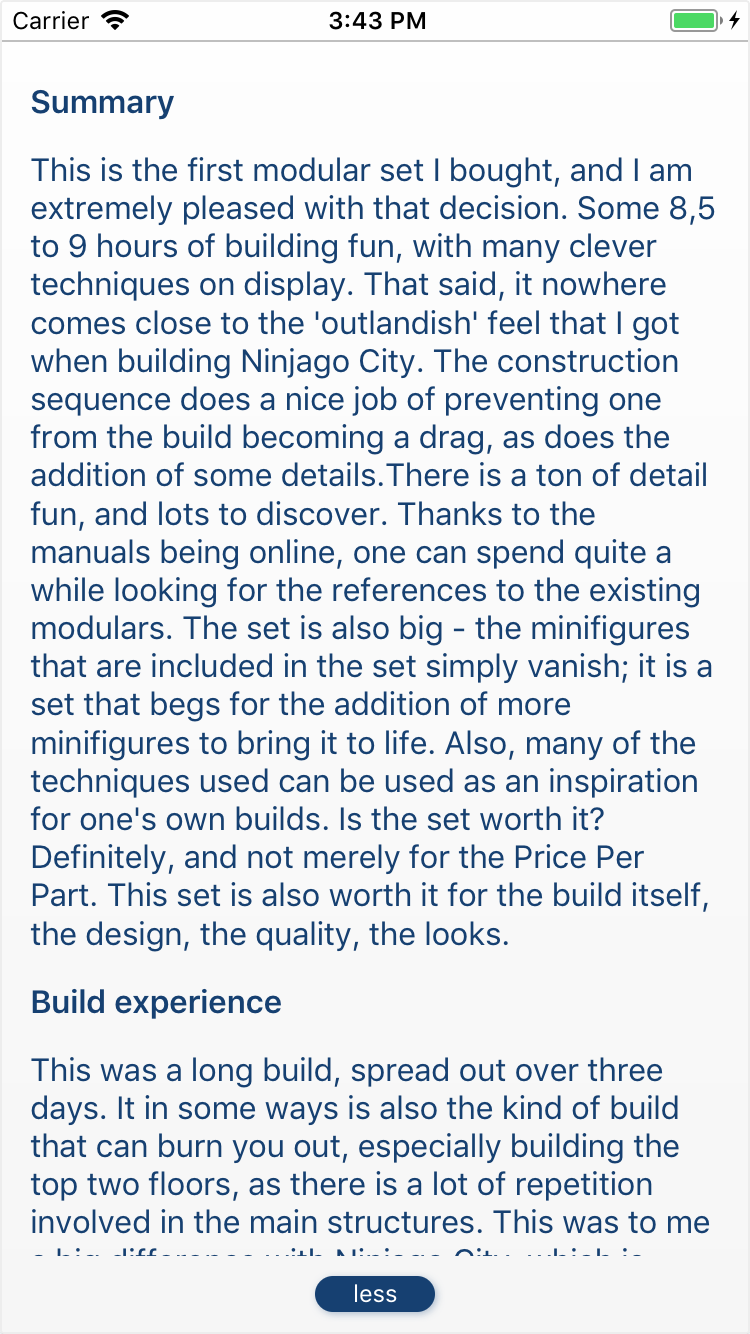 Carrier
3:43 PM
Summary
This is the first modular set I bought, and I am
extremely pleased with that decision. Some 8,5
to 9 hours of building fun, with many clever
techniques on display. That said, it nowhere
comes close to the 'outlandish' feel that I got
when building Ninjago City. The construction
sequence does a nice job of preventing one
from the build becoming a drag, as does the
addition of some details.There is a ton of detail
fun, and lots to discover. Thanks to the
manuals being online, one can spend quite a
while looking for the references to the existing
modulars. The set is also big - the minifigures
that are included in the set simply vanish; it is a
set that begs for the addition of more
minifigures to bring it to life. Also, many of the
techniques used can be used as an inspiration
for one's own builds. Is the set worth it?
Definitely, and not merely for the Price Per
Part. This set is also worth it for the build itself,
the design, the quality, the looks.
Build experience
This was a long build, spread out over three
days. It in some ways is also the kind of build
that can burn you out, especially building the
top two floors, as there is a lot of repetition
involved in the main structures. This was to me
a big difference with Ninjago City, which is
less